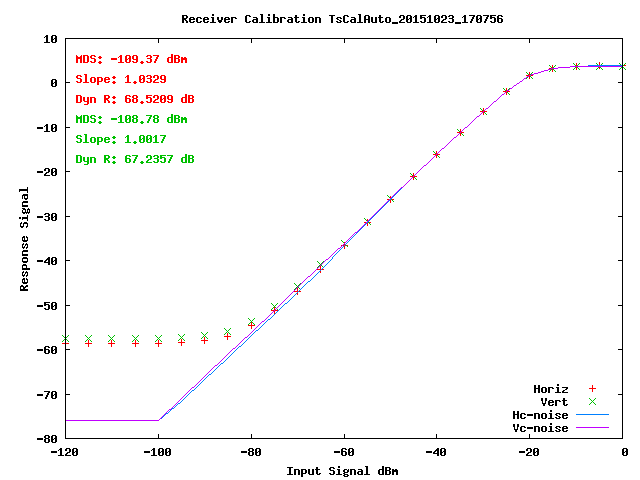 Receiver Calibration TsCalAuto_20151023_170756
10
0
-10
-20
-30
-40
-50
-60
-70
-80
Response Signal
MDS: -109.37 dBm
Slope: 1.0329
Dyn R: 68.5209 dB
MDS: -108.78 dBm
Slope: 1.0017
Dyn R: 67.2357 dB
Horiz
Vert
Hc-noise
Vc-noise
-120 -100 -80 -60 -40 -20 0
Input Signal dBm